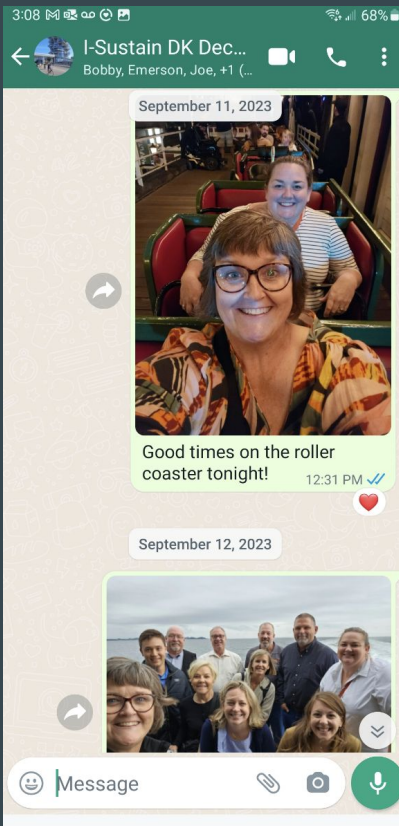 3:08
68%
I-Sustain DK Dec...
Bobby, Emerson, Joe, +1 (...
September 11, 2023
Good times on the roller
coaster tonight!
12:31 PM
September 12, 2023
Message